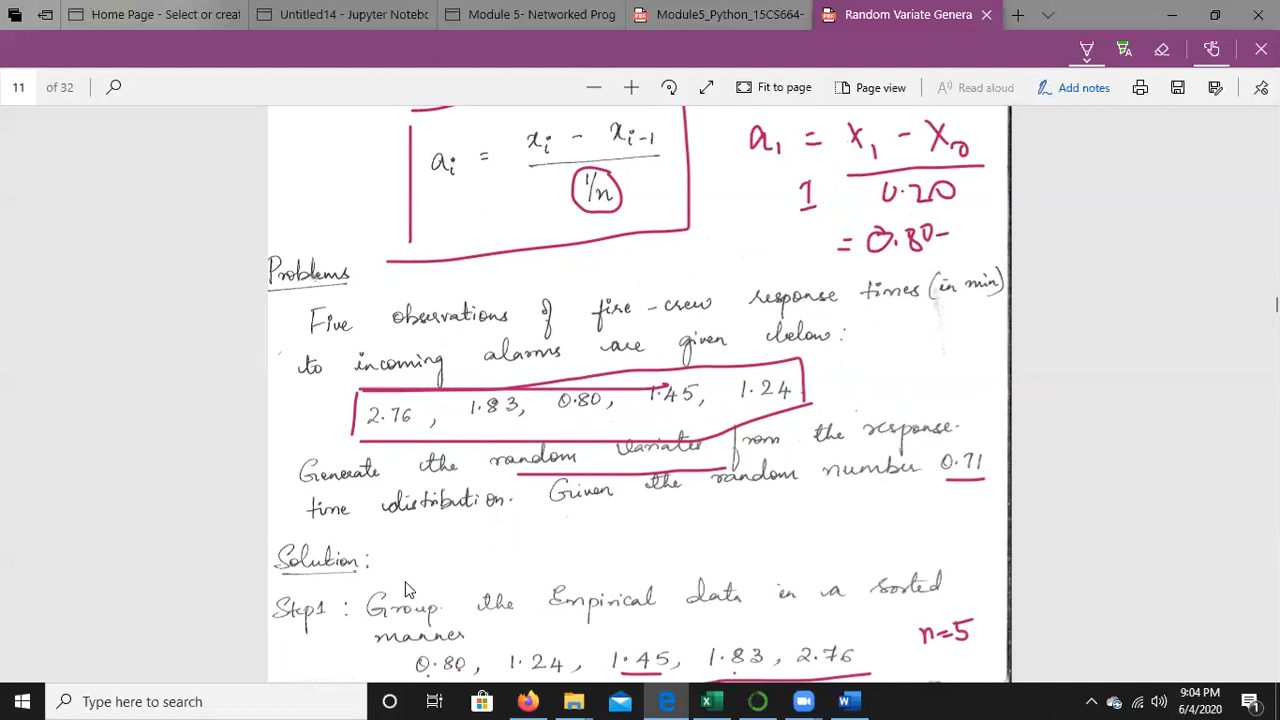 Home Page - Select or creat
Untitled14 - Jupyter Notebo
Module 5- Networked Prog
Module5_Python_15CS664-
Random Variate Genera
11 of 32
Fit to page
Page view
Read aloud
Add notes
ai = xi - xi-1
1/n
a1 = x1 - x0
1 0.20
= 0.80
Problems
Five observations of fire-crew response times (in min)
to incoming alarms are given below:
2.76, 1.83, 0.80, 1.45, 1.24
Generate the random variates from the response-
time distribution. Given the random number 0.71
Solution:
Step1: Group the Empirical data in a sorted
manner
n=5
0.80, 1.24, 1.45, 1.83, 2.76
Type here to search
9:04 PM
6/4/2020